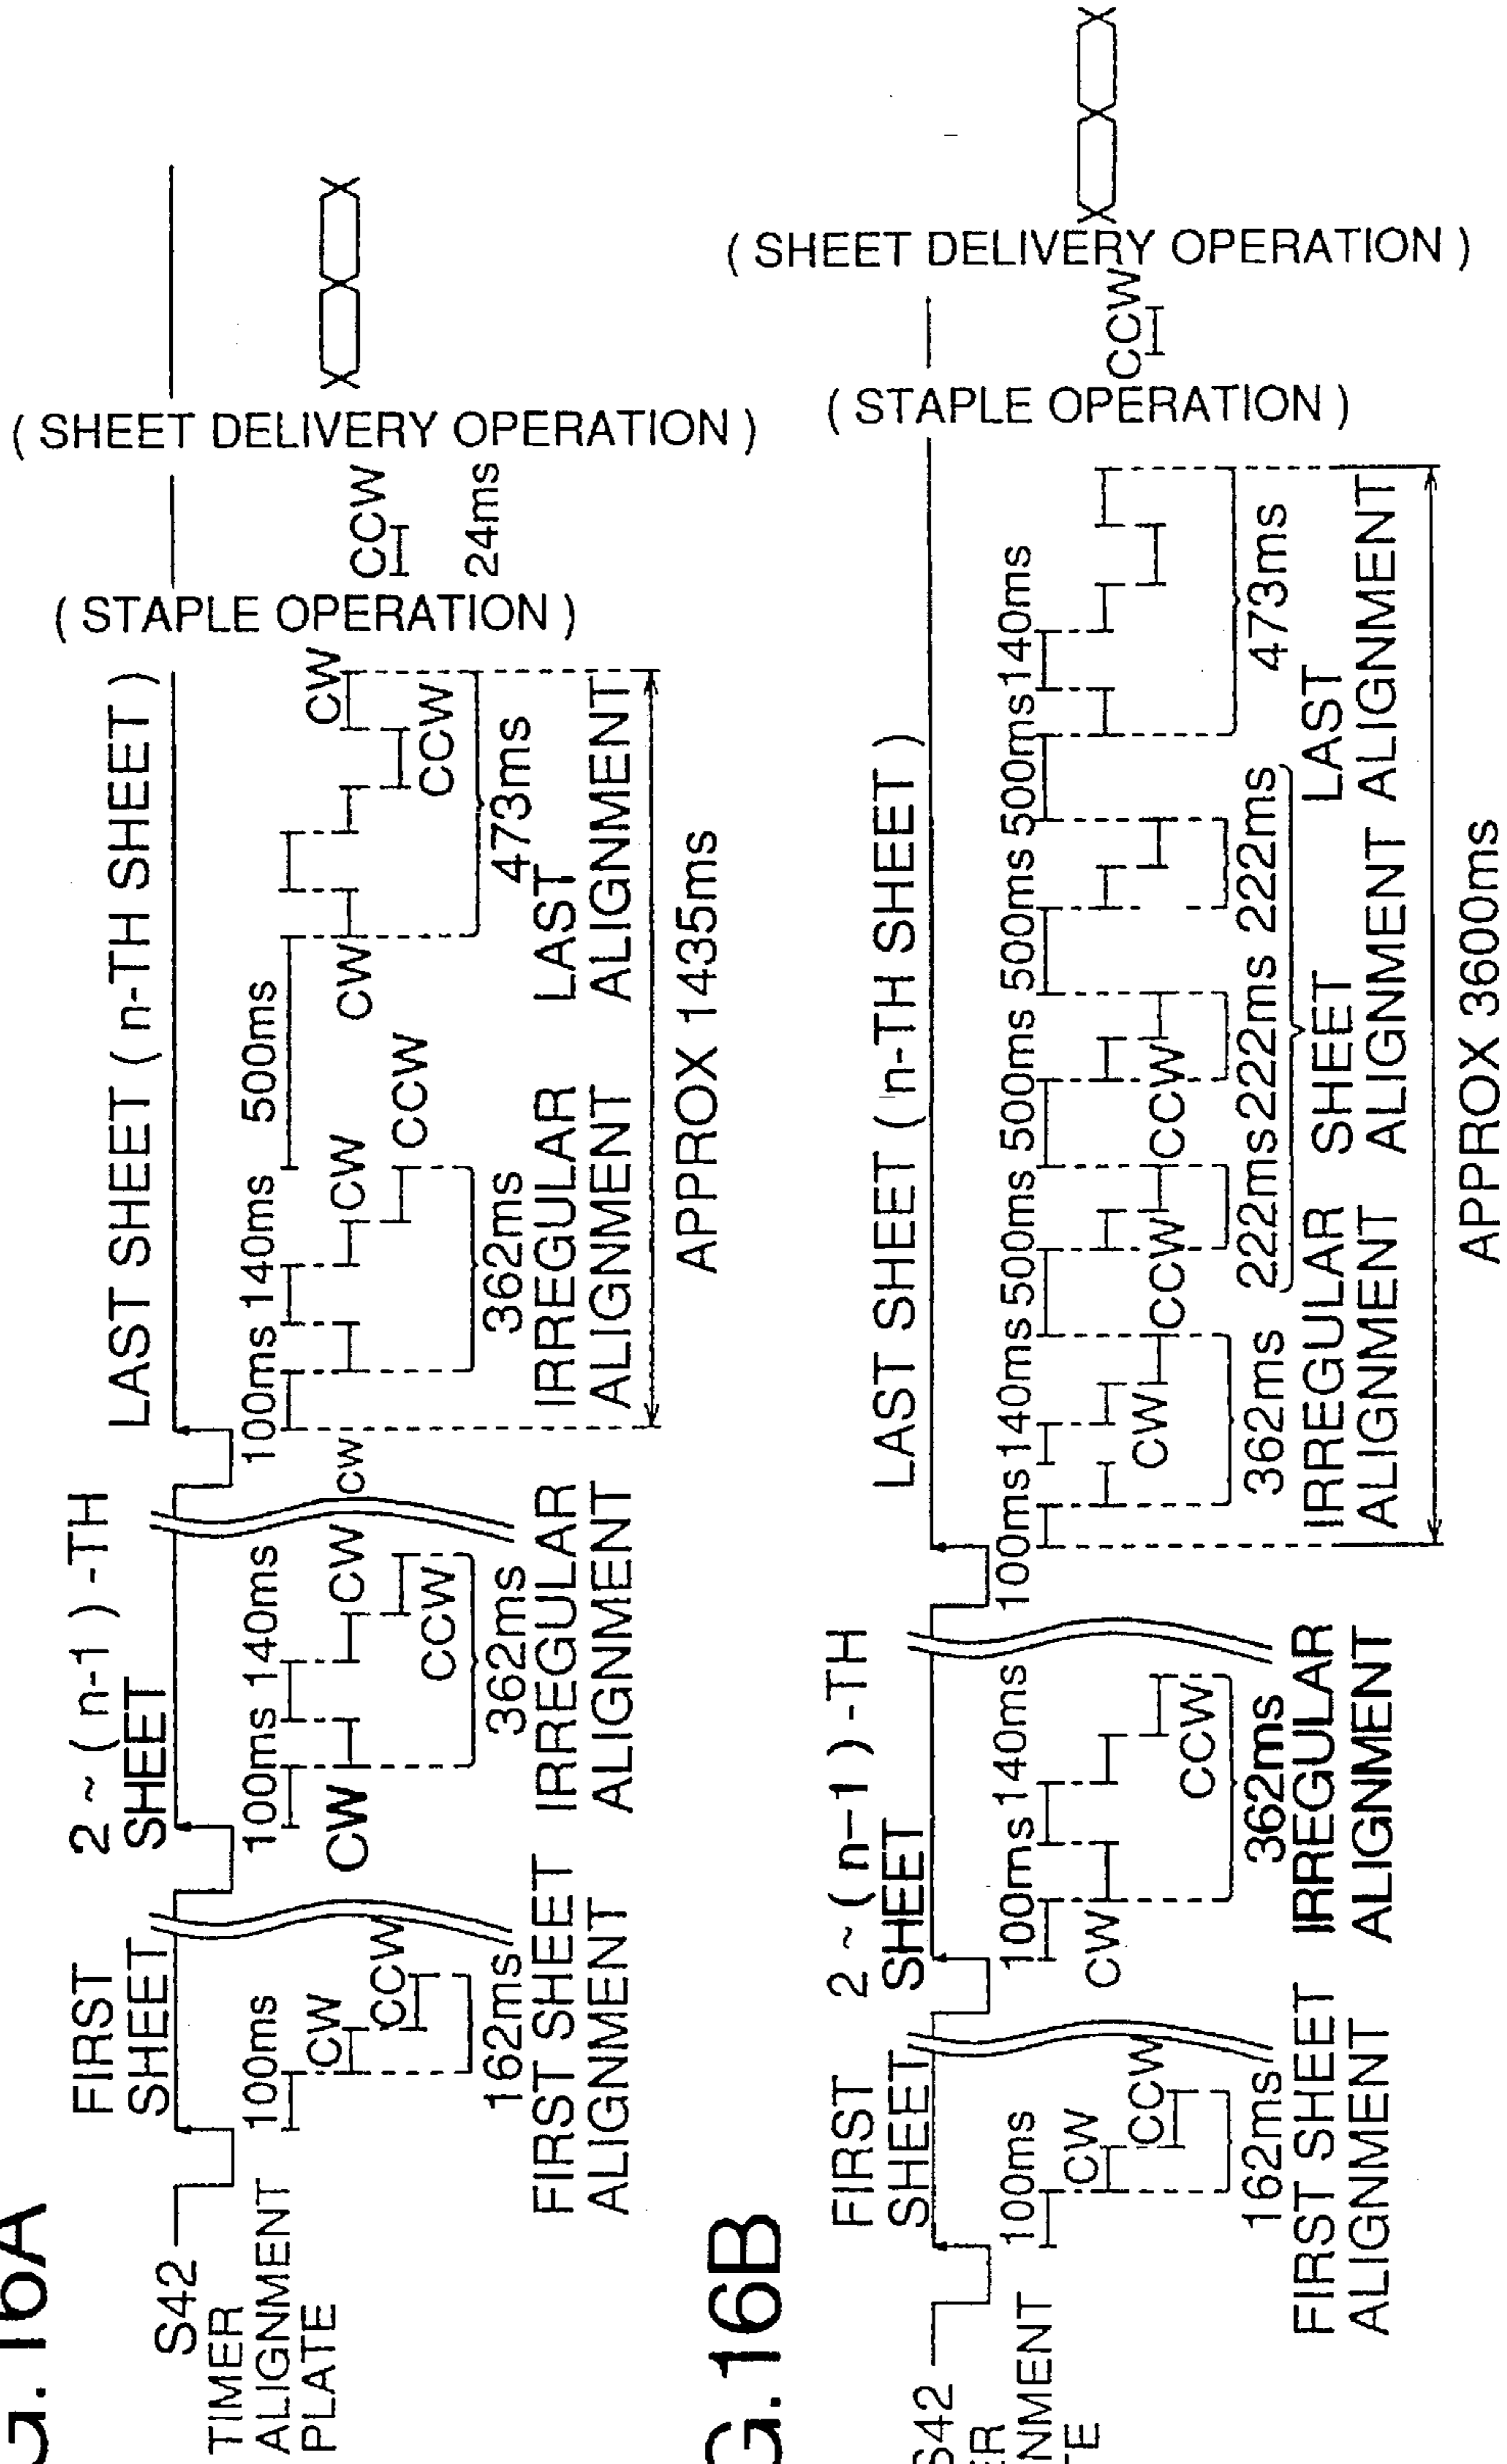 G. 16A
S42
TIMER
ALIGNMENT
PLATE
FIRST
SHEET
100ms
CW
CCW
162ms
FIRST SHEET
ALIGNMENT
2 ~ ( n-1 ) -TH
SHEET
100ms 140ms
CW
CW
CCW
362ms
IRREGULAR
ALIGNMENT
LAST SHEET ( n-TH SHEET )
100ms 140ms 500ms
CW
CW
CCW
CW
CCW
CW
362ms
IRREGULAR
ALIGNMENT
473ms
LAST
ALIGNMENT
APPROX 1435ms
( STAPLE OPERATION )
CCW
24ms
( SHEET DELIVERY OPERATION )
G. 16B
S42
ER
NMENT
TE
FIRST
SHEET
100ms
CW
CCW
162ms
FIRST SHEET
ALIGNMENT
2 ~ ( n-1 ) -TH
SHEET
100ms 140ms
CW
CCW
362ms
IRREGULAR
ALIGNMENT
LAST SHEET ( n-TH SHEET )
100ms 140ms 500ms 500ms 500ms 500ms 140ms
CW
CCW
CCW
362ms 222ms 222ms 222ms
473ms
IRREGULAR
ALIGNMENT
SHEET
ALIGNMENT
LAST
ALIGNMENT
APPROX 3600ms
( STAPLE OPERATION )
CCW
( SHEET DELIVERY OPERATION )